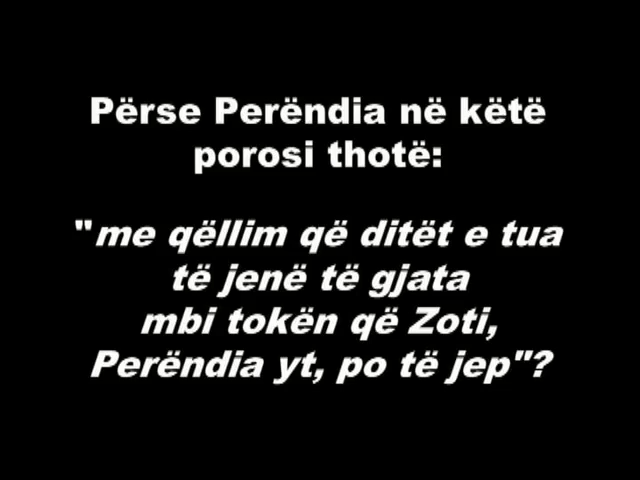 Përse Perëndia në këtë
porosi thotë:
"me qëllim që ditët e tua
të jenë të gjata
mbi tokën që Zoti,
Perëndia yt, po të jep"?